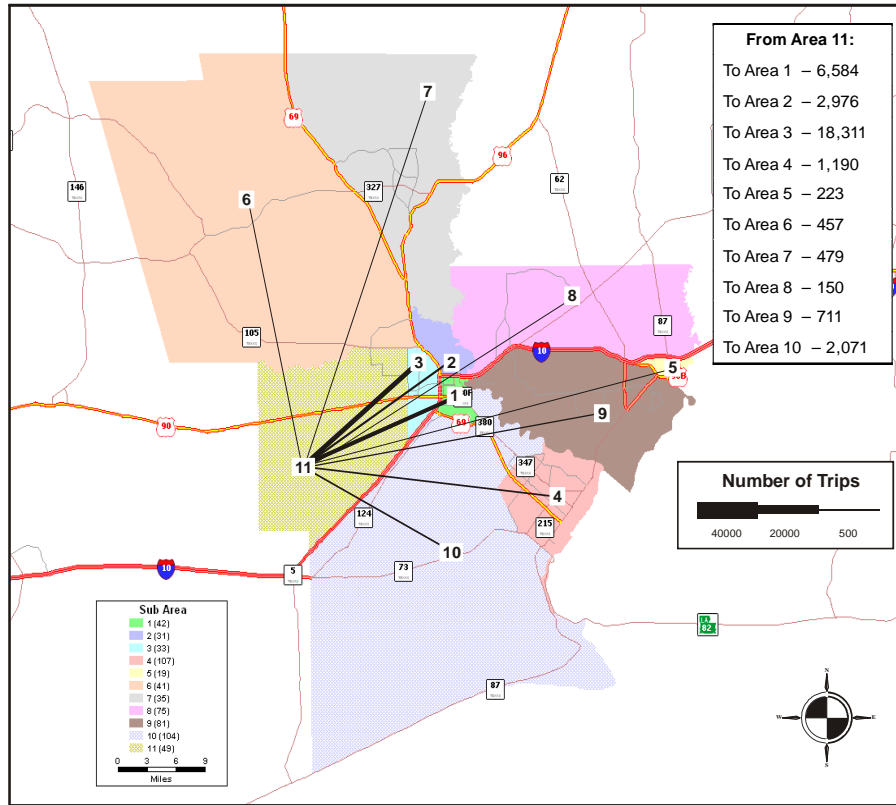 From Area 11:
To Area 1 – 6,584
To Area 2 – 2,976
To Area 3 – 18,311
To Area 4 – 1,190
To Area 5 – 223
To Area 6 – 457
To Area 7 – 479
To Area 8 – 150
To Area 9 – 711
To Area 10 – 2,071
7
69
96
62
146
327
6
8
105
87
10
3
2
5
1
69
380
9
90
11
347
4
124
215
10
10
5
73
87
LA
82
Number of Trips
40000 20000 500
Sub Area
1 (42)
2 (31)
3 (33)
4 (107)
5 (19)
6 (41)
7 (35)
8 (75)
9 (81)
10 (104)
11 (49)
0 3 6 9
Miles
N
W E
S